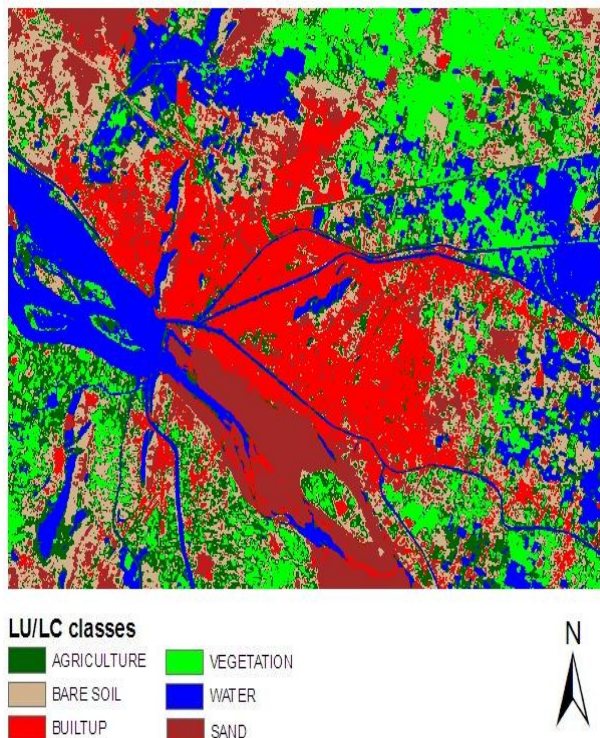 LU/LC classes
N
AGRICULTURE
VEGETATION
BARE SOIL
WATER
BUILTUP
SAND